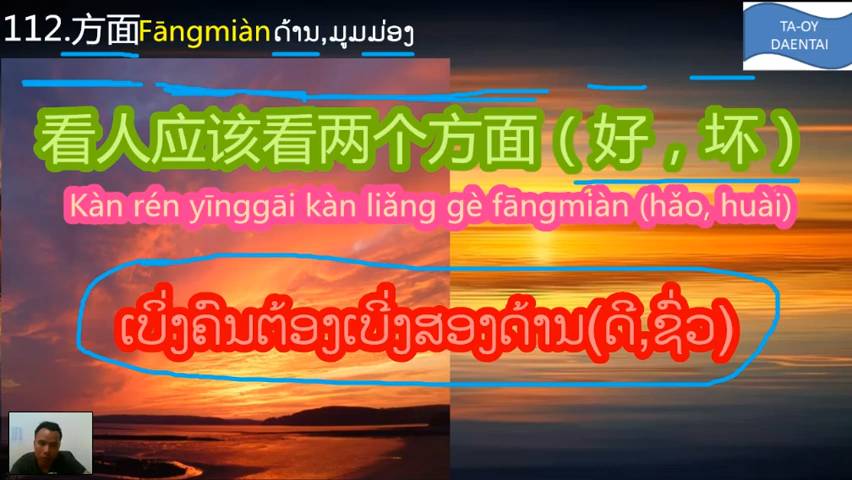 112.方面Fāngmiànດ້ານ,ມູມມ່ອງ
TA-OY
DAENTAI
看人应该看两个方面(好,坏)
Kàn rén yīnggāi kàn liǎng gè fāngmiàn (hǎo, huài)
ເບິ່ງຄົນຕ້ອງເບີ່ງສອງດ້ານ(ດີ,ຊົ່ວ)